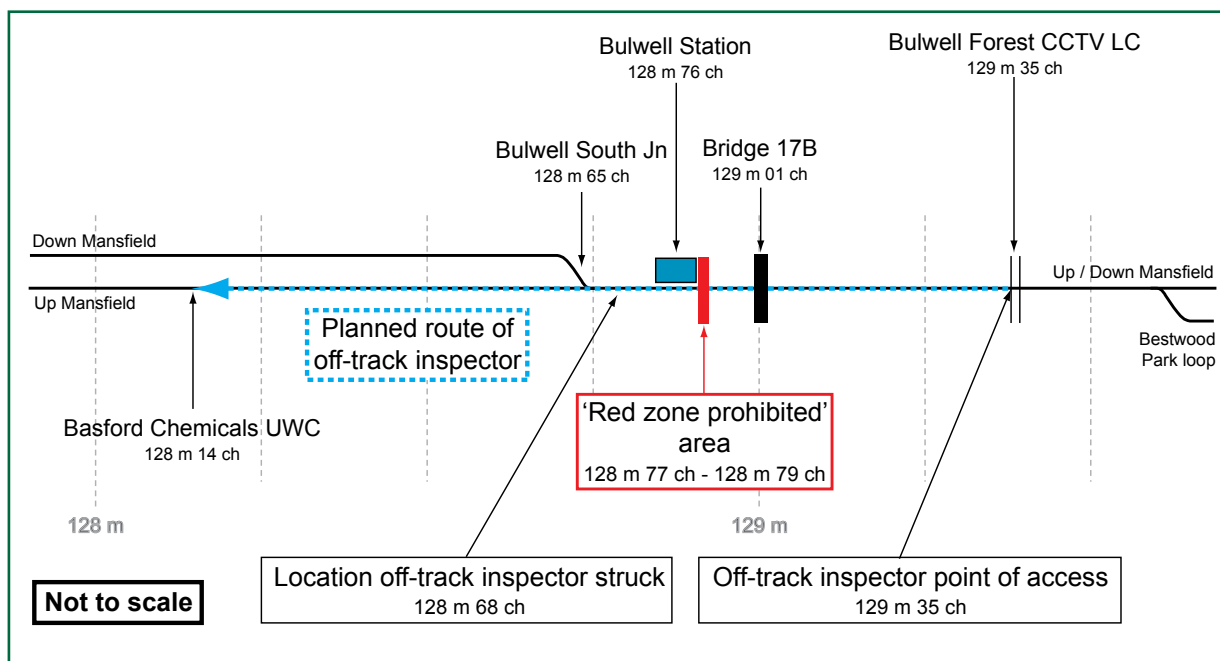 Bulwell Station
128 m 76 ch
Bulwell Forest CCTV LC
129 m 35 ch
Bulwell South Jn
128 m 65 ch
Bridge 17B
129 m 01 ch
Down Mansfield
Up Mansfield
Up / Down Mansfield
Planned route of
off-track inspector
Bestwood
Park loop
Basford Chemicals UWC
128 m 14 ch
‘Red zone prohibited’
area
128 m 77 ch - 128 m 79 ch
128 m
129 m
Location off-track inspector struck
128 m 68 ch
Off-track inspector point of access
129 m 35 ch
Not to scale